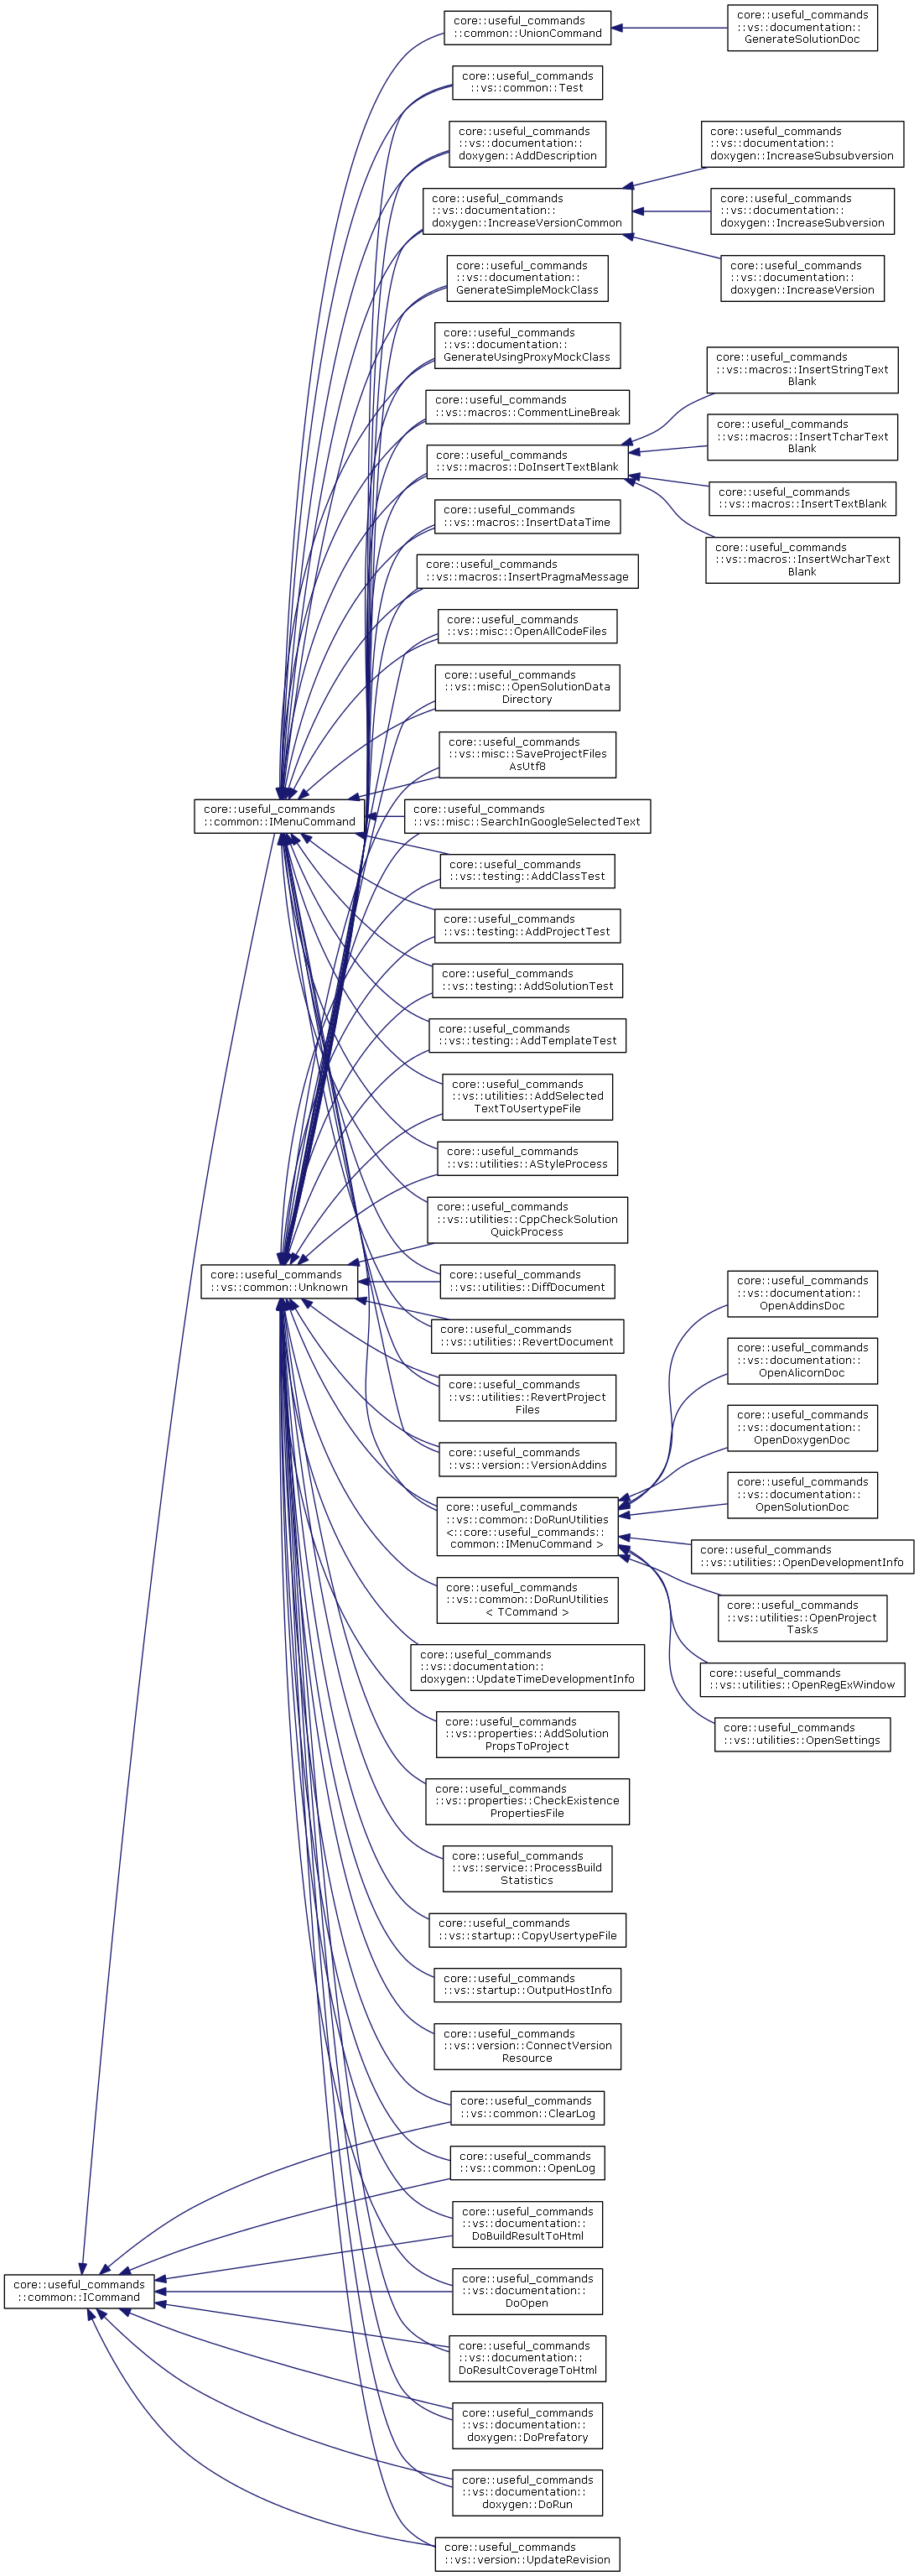 core::useful_commands
::common::UnionCommand
core::useful_commands
::vs::documentation::
GenerateSolutionDoc
core::useful_commands
::vs::common::Test
core::useful_commands
::vs::documentation::
doxygen::AddDescription
core::useful_commands
::vs::documentation::
doxygen::IncreaseSubsubversion
core::useful_commands
::vs::documentation::
doxygen::IncreaseVersionCommon
core::useful_commands
::vs::documentation::
doxygen::IncreaseSubversion
core::useful_commands
::vs::documentation::
GenerateSimpleMockClass
core::useful_commands
::vs::documentation::
doxygen::IncreaseVersion
core::useful_commands
::vs::documentation::
GenerateUsingProxyMockClass
core::useful_commands
::vs::macros::InsertStringText
Blank
core::useful_commands
::vs::macros::CommentLineBreak
core::useful_commands
::vs::macros::InsertTcharText
Blank
core::useful_commands
::vs::macros::DoInsertTextBlank
core::useful_commands
::vs::macros::InsertTextBlank
core::useful_commands
::vs::macros::InsertDataTime
core::useful_commands
::vs::macros::InsertWcharText
Blank
core::useful_commands
::vs::macros::InsertPragmaMessage
core::useful_commands
::vs::misc::OpenAllCodeFiles
core::useful_commands
::vs::misc::OpenSolutionData
Directory
core::useful_commands
::vs::misc::SaveProjectFiles
AsUtf8
core::useful_commands
::common::IMenuCommand
core::useful_commands
::vs::misc::SearchInGoogleSelectedText
core::useful_commands
::vs::testing::AddClassTest
core::useful_commands
::vs::testing::AddProjectTest
core::useful_commands
::vs::testing::AddSolutionTest
core::useful_commands
::vs::testing::AddTemplateTest
core::useful_commands
::vs::utilities::AddSelected
TextToUsertypeFile
core::useful_commands
::vs::utilities::AStyleProcess
core::useful_commands
::vs::utilities::CppCheckSolution
QuickProcess
core::useful_commands
::vs::common::Unknown
core::useful_commands
::vs::utilities::DiffDocument
core::useful_commands
::vs::documentation::
OpenAddinsDoc
core::useful_commands
::vs::utilities::RevertDocument
core::useful_commands
::vs::documentation::
OpenAlicornDoc
core::useful_commands
::vs::utilities::RevertProject
Files
core::useful_commands
::vs::documentation::
OpenDoxygenDoc
core::useful_commands
::vs::version::VersionAddins
core::useful_commands
::vs::documentation::
OpenSolutionDoc
core::useful_commands
::vs::common::DoRunUtilities
<::core::useful_commands::
common::IMenuCommand >
core::useful_commands
::vs::utilities::OpenDevelopmentInfo
core::useful_commands
::vs::common::DoRunUtilities
< TCommand >
core::useful_commands
::vs::utilities::OpenProject
Tasks
core::useful_commands
::vs::documentation::
doxygen::UpdateTimeDevelopmentInfo
core::useful_commands
::vs::utilities::OpenRegExWindow
core::useful_commands
::vs::properties::AddSolution
PropsToProject
core::useful_commands
::vs::utilities::OpenSettings
core::useful_commands
::vs::properties::CheckExistence
PropertiesFile
core::useful_commands
::vs::service::ProcessBuild
Statistics
core::useful_commands
::vs::startup::CopyUsertypeFile
core::useful_commands
::vs::startup::OutputHostInfo
core::useful_commands
::vs::version::ConnectVersion
Resource
core::useful_commands
::vs::common::ClearLog
core::useful_commands
::vs::common::OpenLog
core::useful_commands
::vs::documentation::
DoBuildResultToHtml
core::useful_commands
::common::ICommand
core::useful_commands
::vs::documentation::
DoOpen
core::useful_commands
::vs::documentation::
DoResultCoverageToHtml
core::useful_commands
::vs::documentation::
doxygen::DoPrefatory
core::useful_commands
::vs::documentation::
doxygen::DoRun
core::useful_commands
::vs::version::UpdateRevision